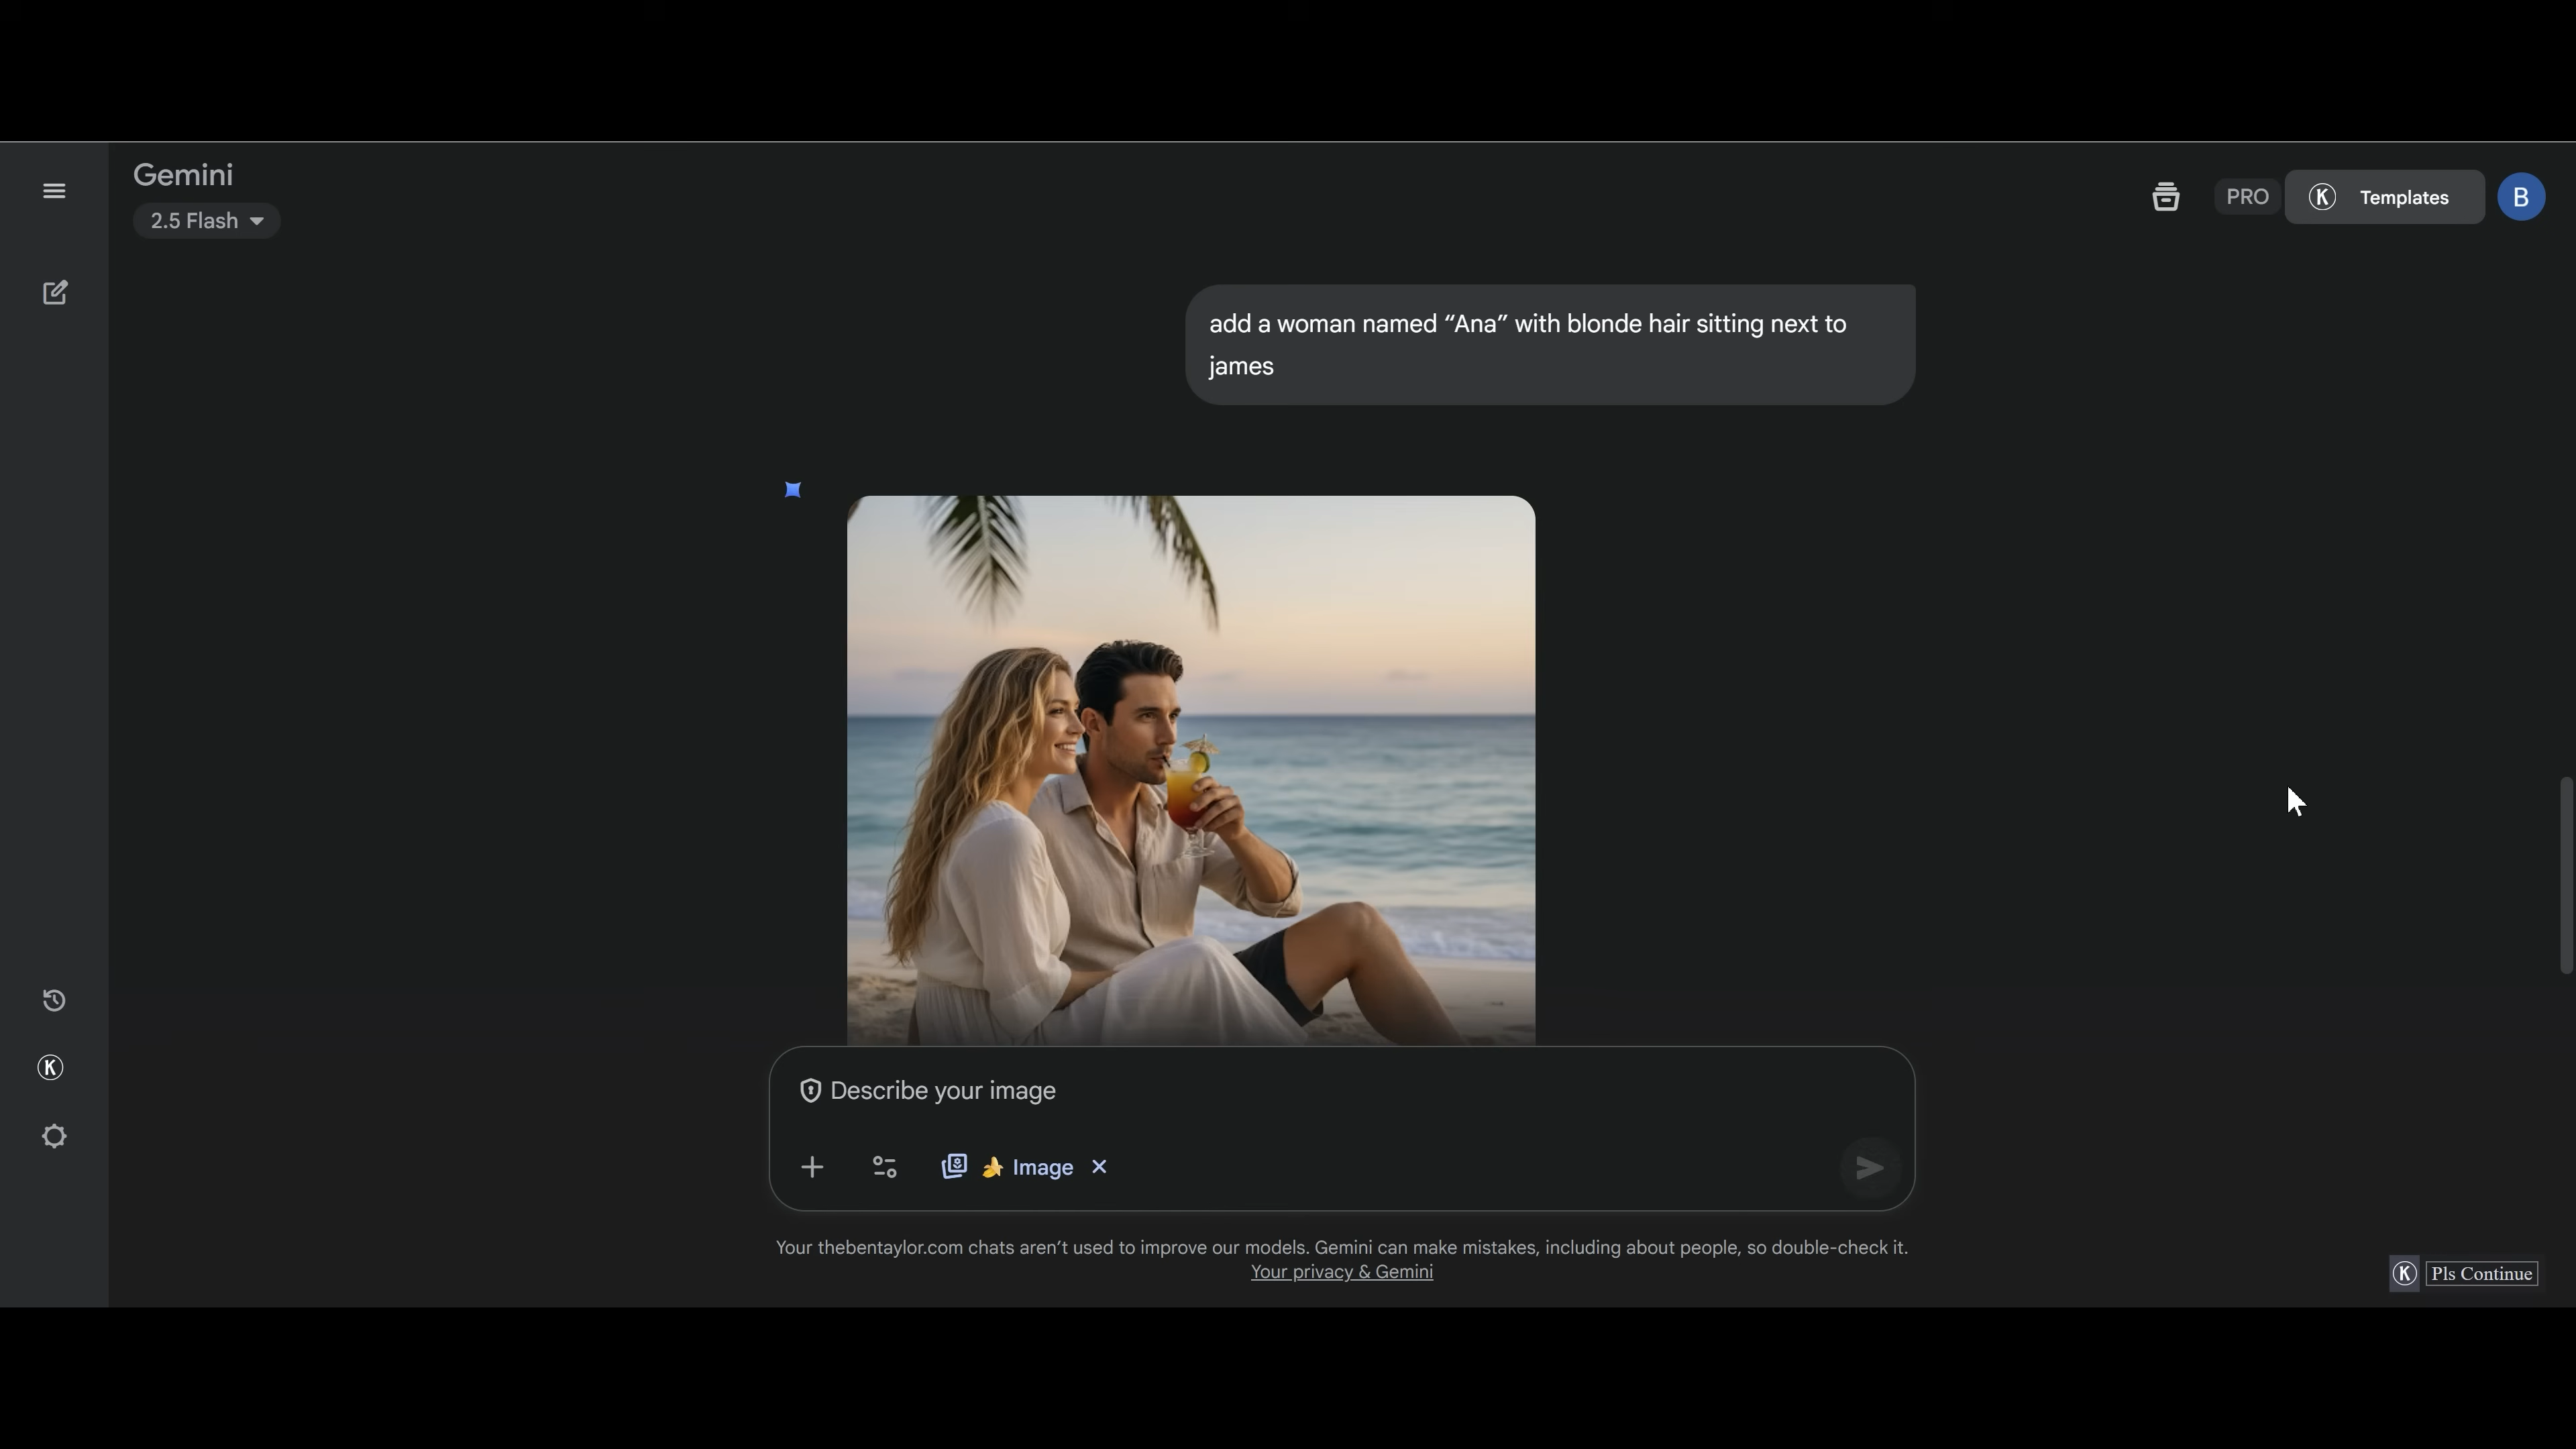 Gemini
2.5 Flash
PRO
K Templates
B
add a woman named “Ana” with blonde hair sitting next to
james
K
Describe your image
Image
Your thebentaylor.com chats aren’t used to improve our models. Gemini can make mistakes, including about people, so double-check it.
Your privacy & Gemini
K Pls Continue